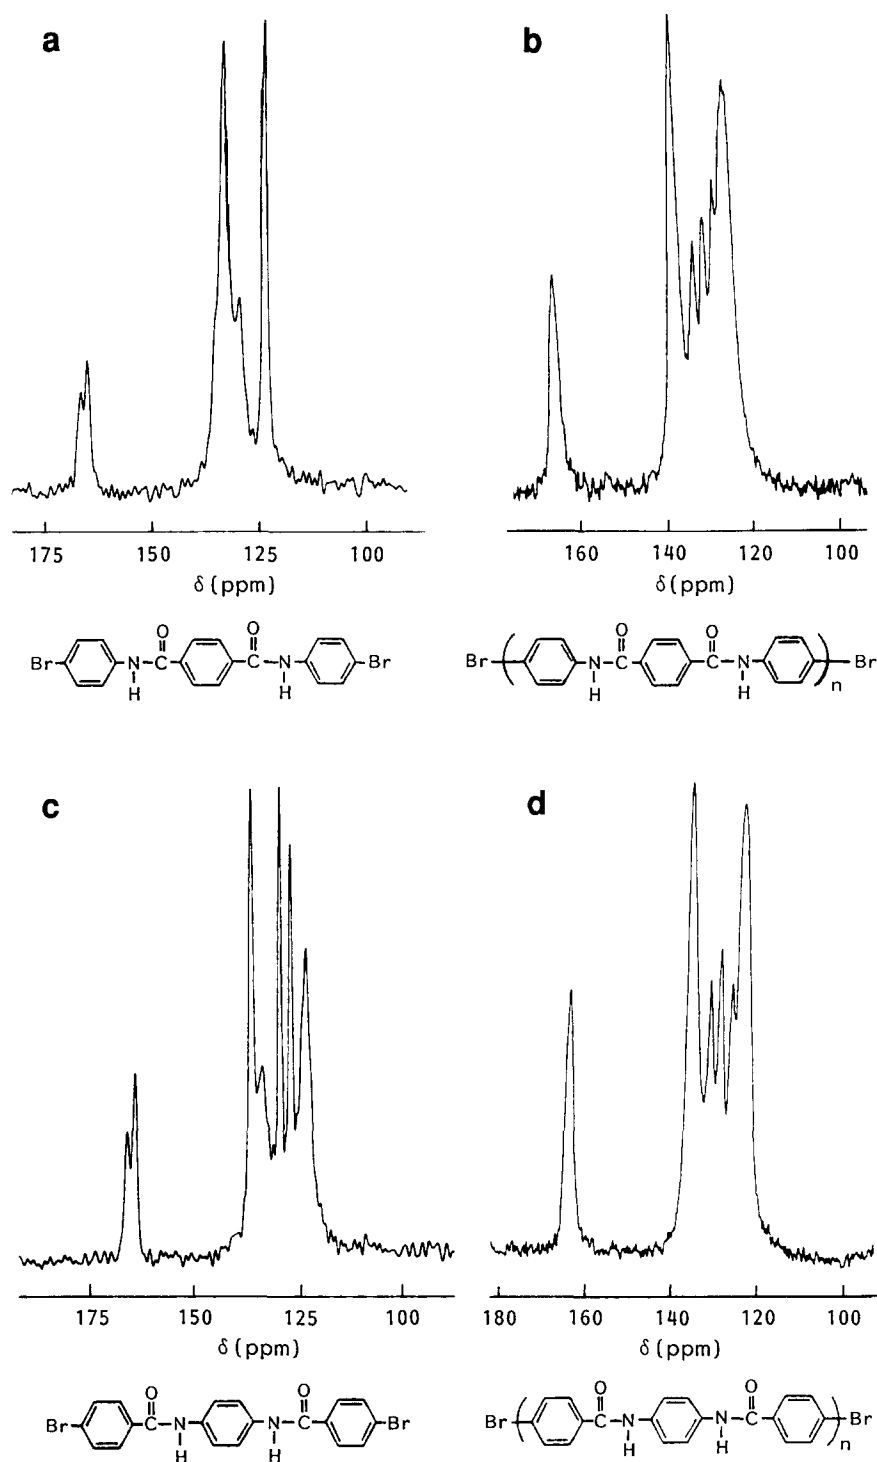 a
b
175 150 125 100
δ (ppm)
160 140 120 100
δ (ppm)
O O
Br N C C N Br
H H
O O
Br ( N C C N ) n Br
H H
c
d
175 150 125 100
δ (ppm)
180 160 140 120 100
δ (ppm)
O O
Br C N N C Br
H H
O O
Br ( C N N C ) n Br
H H